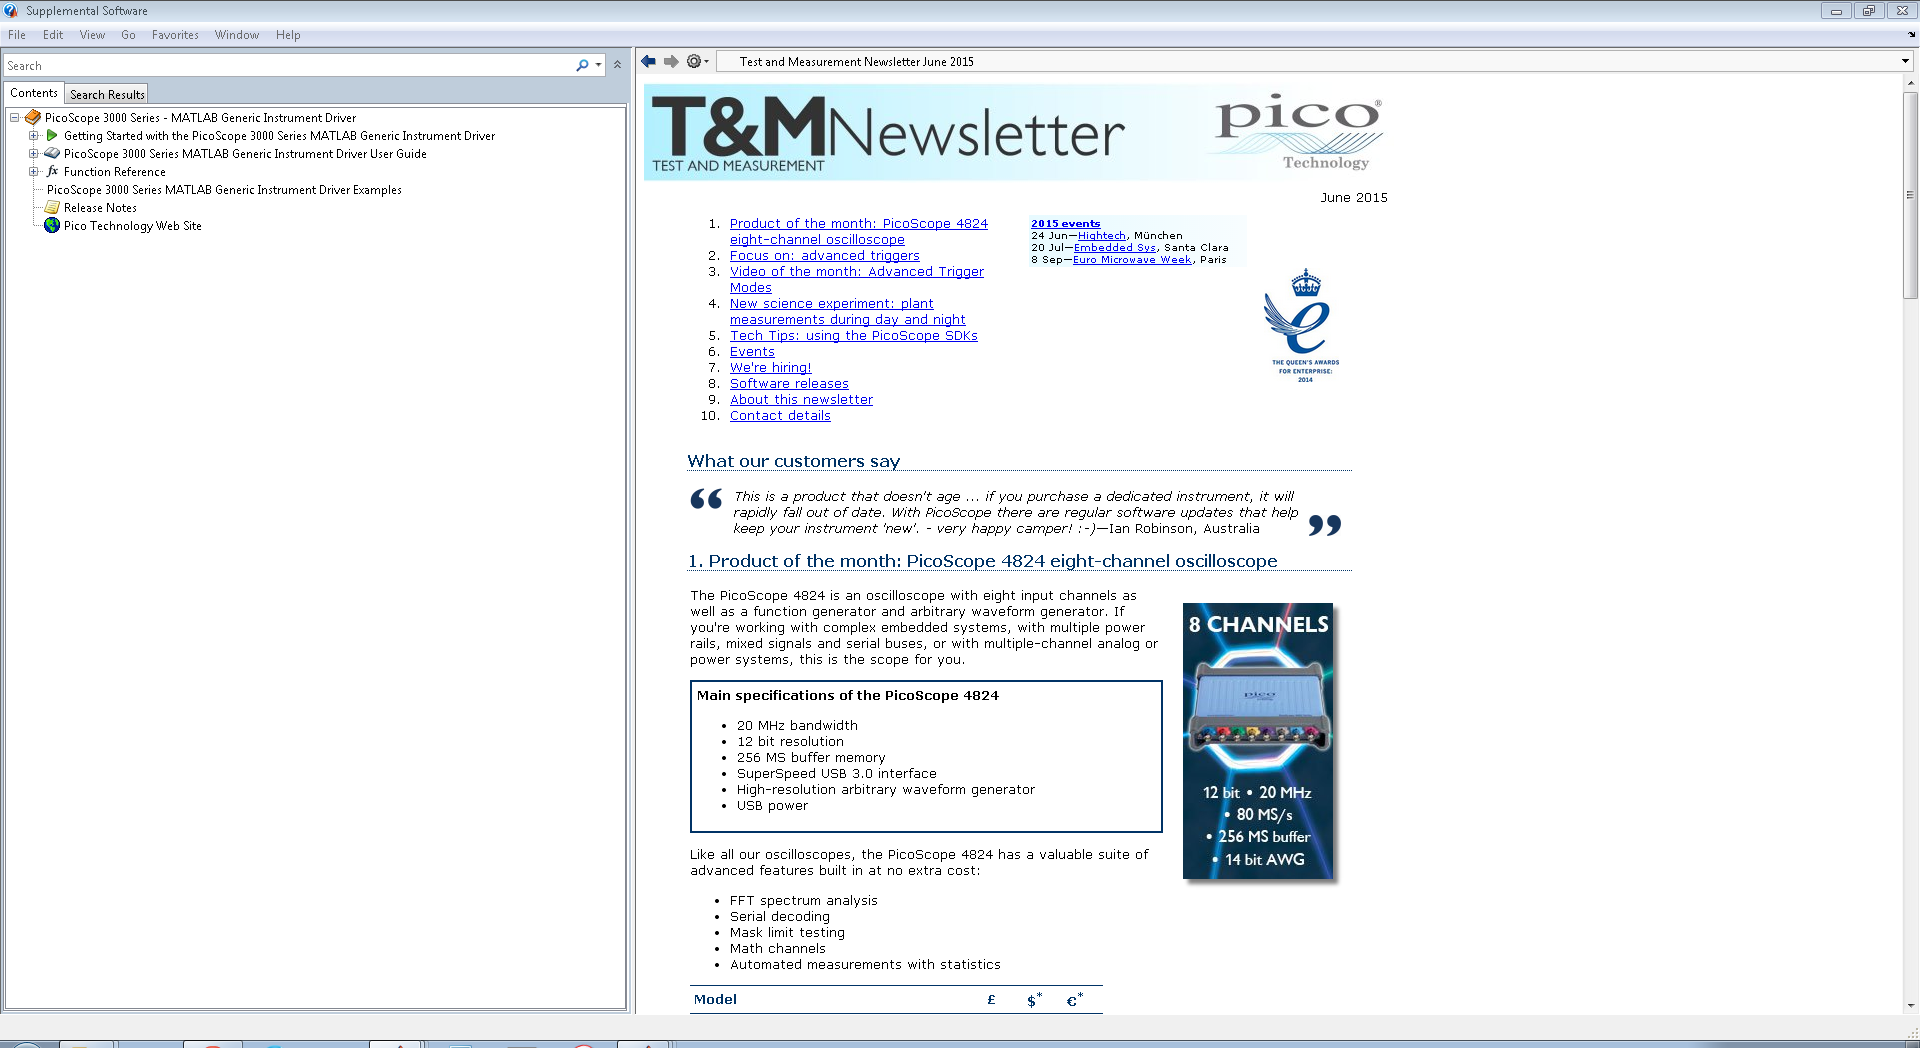 Supplemental Software
File Edit View Go Favorites Window Help
Search
Contents Search Results
PicoScope 3000 Series - MATLAB Generic Instrument Driver
Getting Started with the PicoScope 3000 Series MATLAB Generic Instrument Driver
PicoScope 3000 Series MATLAB Generic Instrument Driver User Guide
fx Function Reference
PicoScope 3000 Series MATLAB Generic Instrument Driver Examples
Release Notes
Pico Technology Web Site
Test and Measurement Newsletter June 2015
T&M Newsletter
TEST AND MEASUREMENT
pico®
Technology
June 2015
1. Product of the month: PicoScope 4824
eight-channel oscilloscope
2. Focus on: advanced triggers
3. Video of the month: Advanced Trigger
Modes
4. New science experiment: plant
measurements during day and night
5. Tech Tips: using the PicoScope SDKs
6. Events
7. We're hiring!
8. Software releases
9. About this newsletter
10. Contact details
2015 events
24 Jun—Hightech, München
20 Jul—Embedded Sys, Santa Clara
8 Sep—Euro Microwave Week, Paris
THE QUEEN'S AWARDS
FOR ENTERPRISE:
2014
What our customers say
“ This is a product that doesn't age ... if you purchase a dedicated instrument, it will
rapidly fall out of date. With PicoScope there are regular software updates that help
keep your instrument 'new'. - very happy camper! :-)—Ian Robinson, Australia ”
1. Product of the month: PicoScope 4824 eight-channel oscilloscope
The PicoScope 4824 is an oscilloscope with eight input channels as
well as a function generator and arbitrary waveform generator. If
you're working with complex embedded systems, with multiple power
rails, mixed signals and serial buses, or with multiple-channel analog or
power systems, this is the scope for you.
Main specifications of the PicoScope 4824
• 20 MHz bandwidth
• 12 bit resolution
• 256 MS buffer memory
• SuperSpeed USB 3.0 interface
• High-resolution arbitrary waveform generator
• USB power
8 CHANNELS
pico
12 bit • 20 MHz
• 80 MS/s
• 256 MS buffer
• 14 bit AWG
Like all our oscilloscopes, the PicoScope 4824 has a valuable suite of
advanced features built in at no extra cost:
• FFT spectrum analysis
• Serial decoding
• Mask limit testing
• Math channels
• Automated measurements with statistics
Model £ $* €*